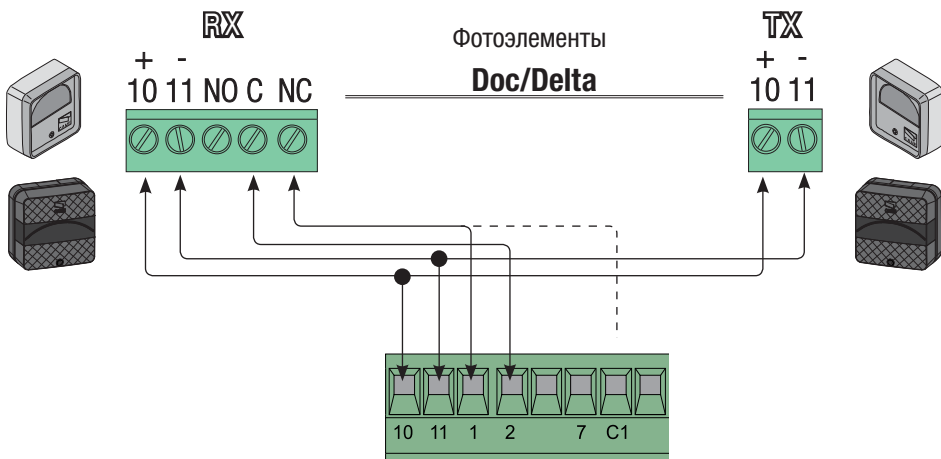 RX
+ -
10 11 NO C NC
Фотоэлементы
Doc/Delta
TX
+ -
10 11
10 11 1 2 7 C1